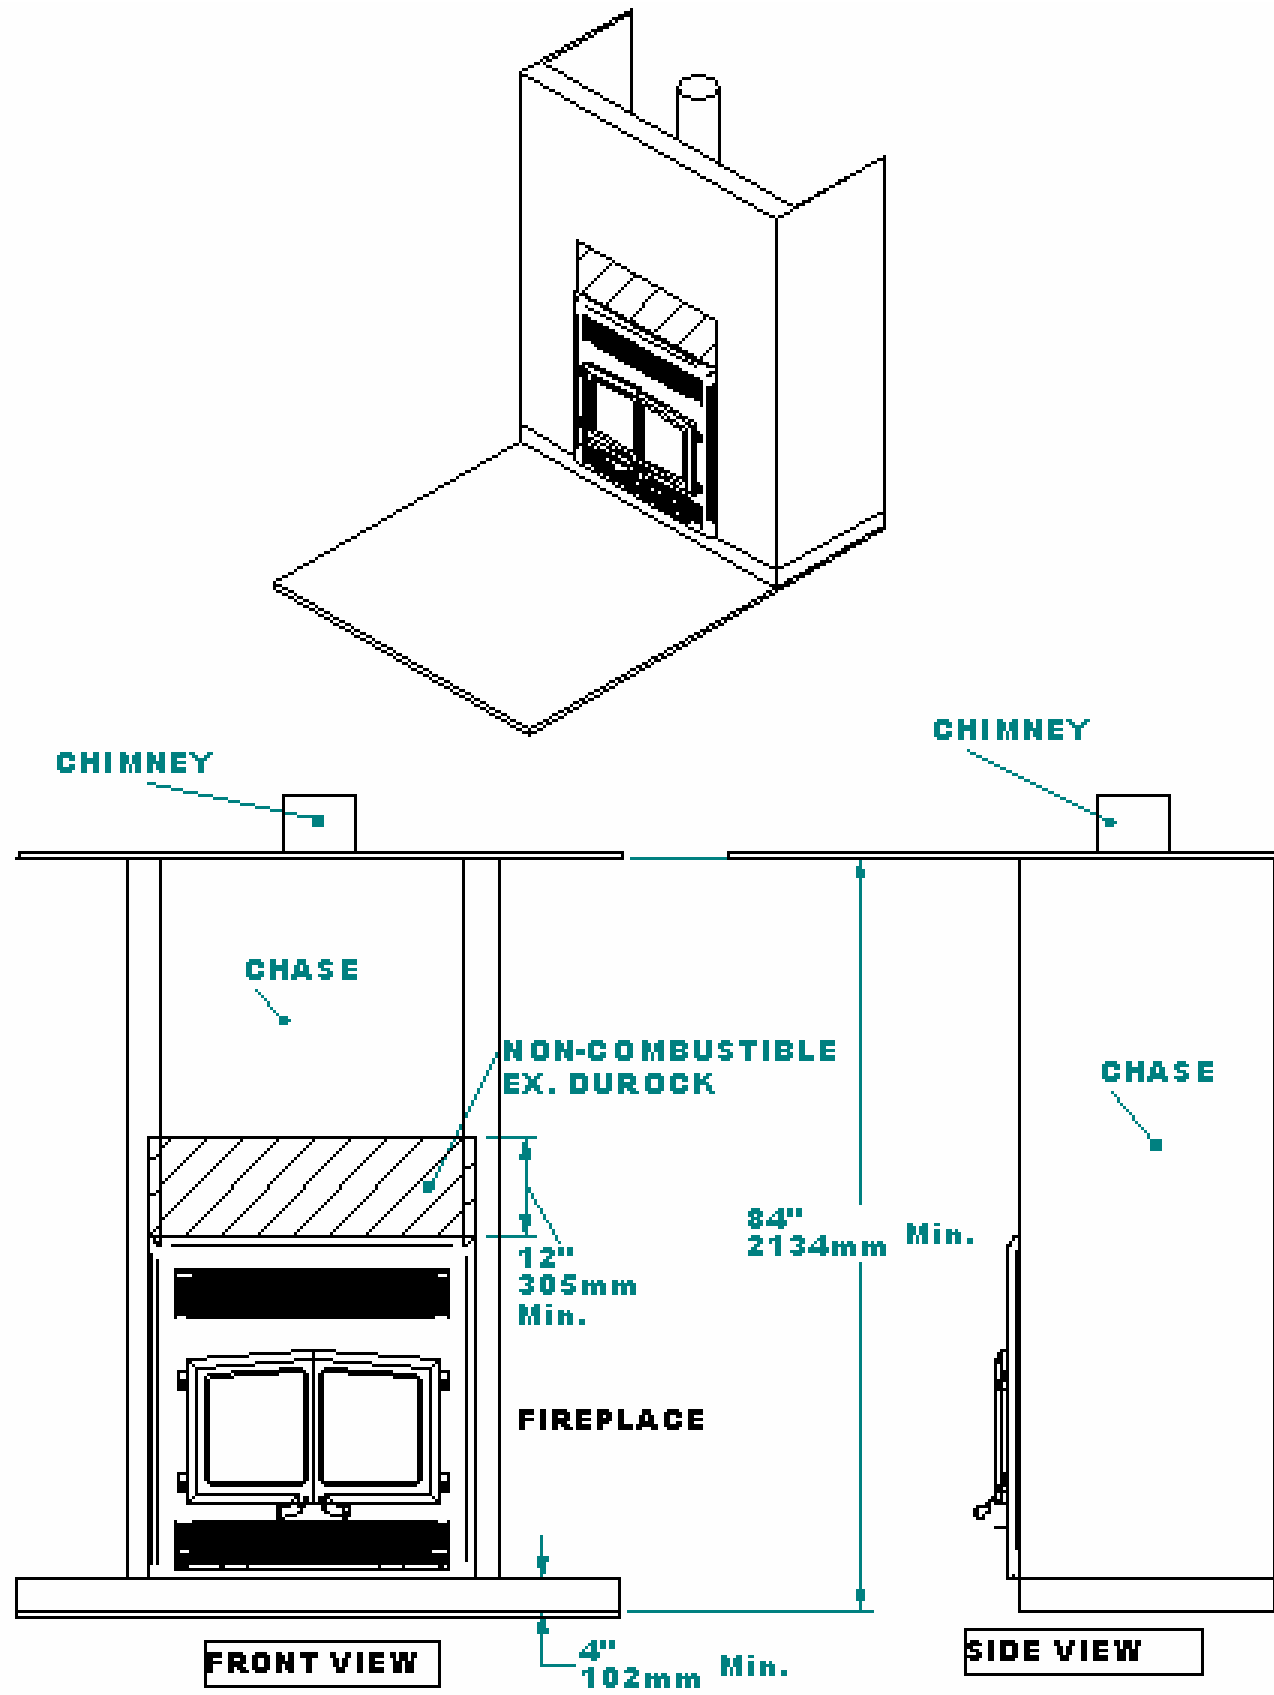 CHIMNEY
CHIMNEY
CHASE
NON-COMBUSTIBLE
EX. DUROCK
CHASE
84"
2134mm Min.
12"
305mm
Min.
FIREPLACE
FRONT VIEW
4"
102mm Min.
SIDE VIEW